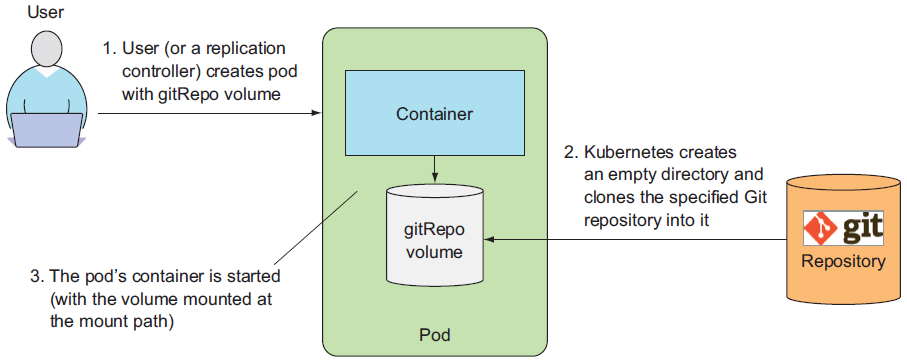 User
1. User (or a replication
controller) creates pod
with gitRepo volume
Container
2. Kubernetes creates
an empty directory and
clones the specified Git
repository into it
gitRepo
volume
git
Repository
3. The pod's container is started
(with the volume mounted at
the mount path)
Pod